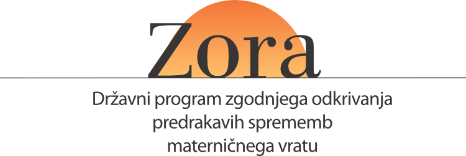 Zora
Državni program zgodnjega odkrivanja
predrakavih sprememb
materničnega vratu